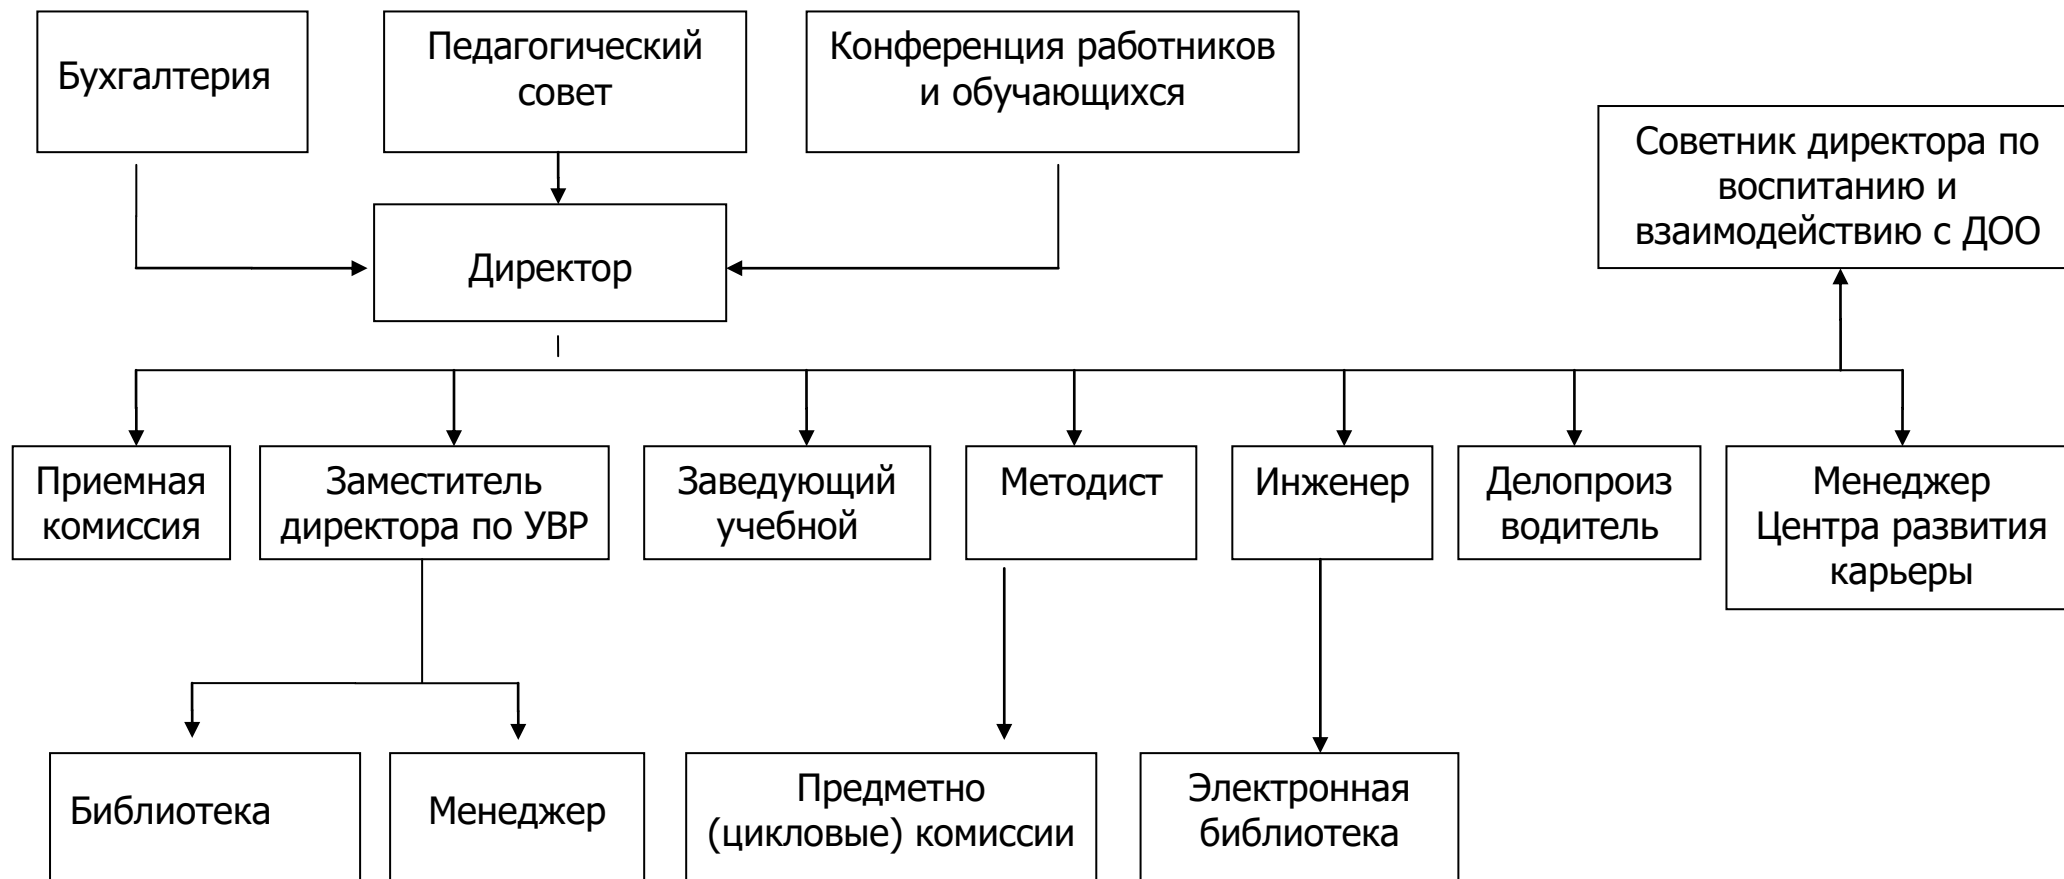 Бухгалтерия
Педагогический
совет
Конференция работников
и обучающихся
Советник директора по
воспитанию и
взаимодействию с ДОО
Директор
Приемная
комиссия
Заместитель
директора по УВР
Заведующий
учебной
Методист
Инженер
Делопроиз
водитель
Менеджер
Центра развития
карьеры
Библиотека
Менеджер
Предметно
(цикловые) комиссии
Электронная
библиотека